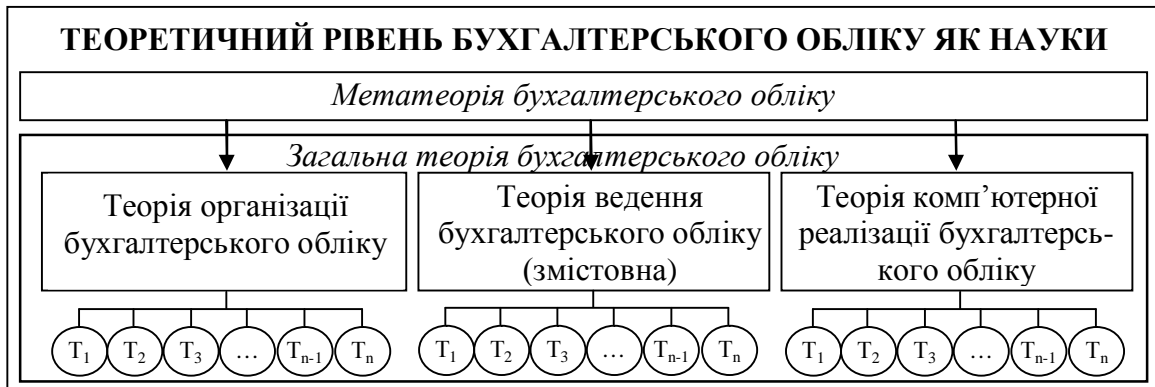 ТЕОРЕТИЧНИЙ РІВЕНЬ БУХГАЛТЕРСЬКОГО ОБЛІКУ ЯК НАУКИ
Метатеорія бухгалтерського обліку
Загальна теорія бухгалтерського обліку
Теорія організації
бухгалтерського обліку
Теорія ведення
бухгалтерського обліку
(змістовна)
Теорія комп’ютерної
реалізації бухгалтерсь-
кого обліку
T₁ T₂ T₃ … Tn-1 Tn
T₁ T₂ T₃ … Tn-1 Tn
T₁ T₂ T₃ … Tn-1 Tn